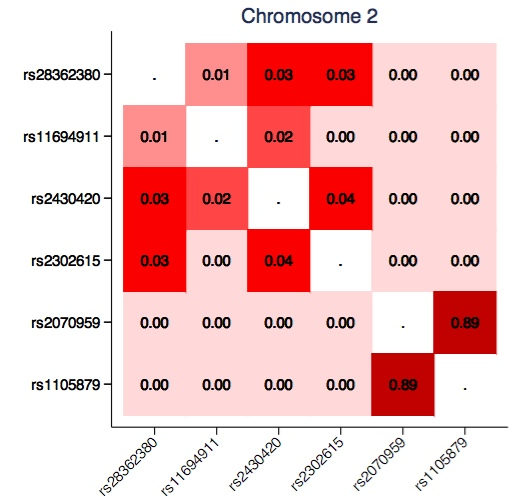 Chromosome 2
rs28362380 . 0.01 0.03 0.03 0.00 0.00
rs11694911 0.01 . 0.02 0.00 0.00 0.00
rs2430420 0.03 0.02 . 0.04 0.00 0.00
rs2302615 0.03 0.00 0.04 . 0.00 0.00
rs2070959 0.00 0.00 0.00 0.00 . 0.89
rs1105879 0.00 0.00 0.00 0.00 0.89 .
rs28362380 rs11694911 rs2430420 rs2302615 rs2070959 rs1105879